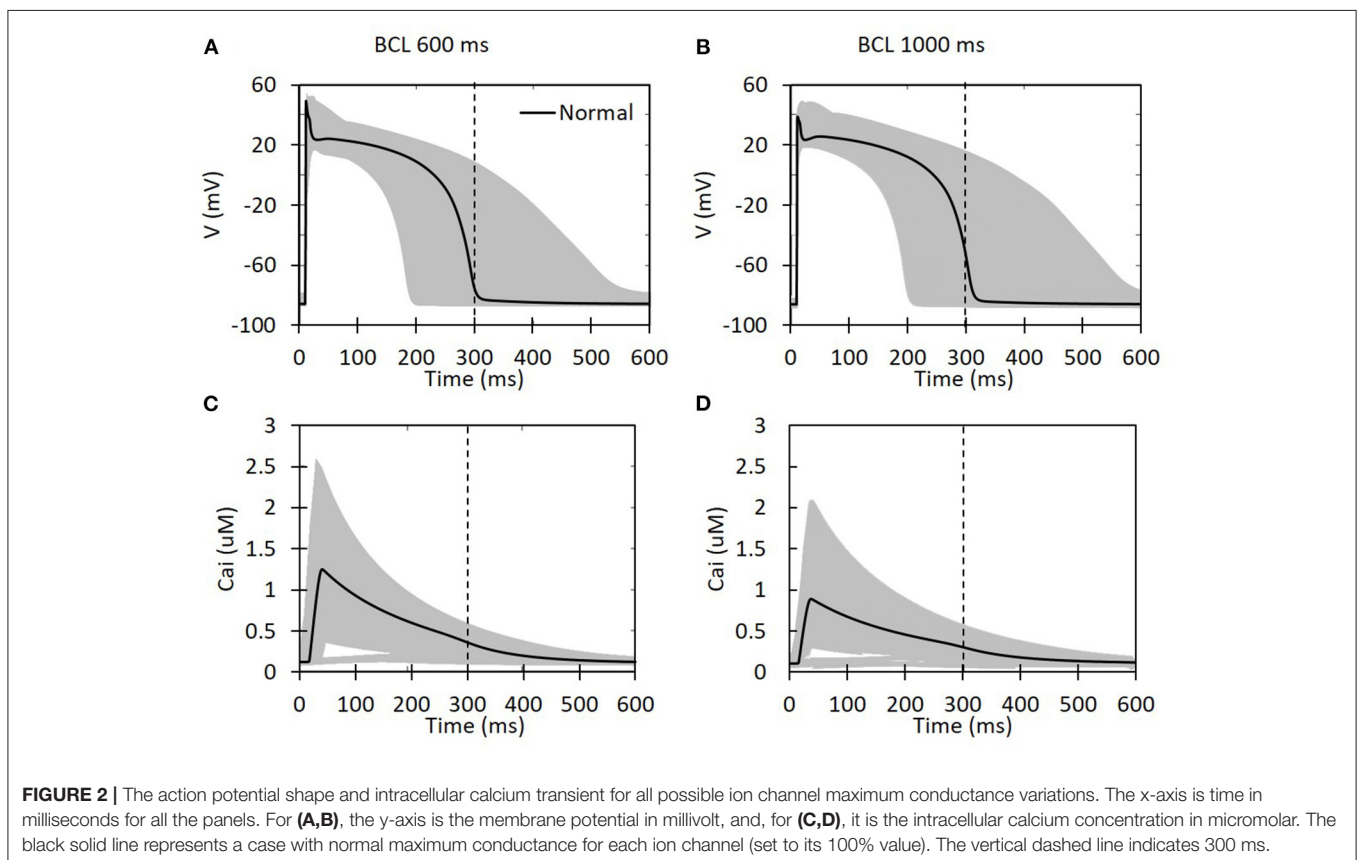 A
BCL 600 ms
60
20
-20
-60
-100
V (mV)
Normal
0 100 200 300 400 500 600
Time (ms)
B
BCL 1000 ms
60
20
-20
-60
-100
V (mV)
0 100 200 300 400 500 600
Time (ms)
C
3
2.5
2
1.5
1
0.5
0
Cai (uM)
0 100 200 300 400 500 600
Time (ms)
D
3
2.5
2
1.5
1
0.5
0
Cai (uM)
0 100 200 300 400 500 600
Time (ms)
FIGURE 2 | The action potential shape and intracellular calcium transient for all possible ion channel maximum conductance variations. The x-axis is time in
milliseconds for all the panels. For (A,B), the y-axis is the membrane potential in millivolt, and, for (C,D), it is the intracellular calcium concentration in micromolar. The
black solid line represents a case with normal maximum conductance for each ion channel (set to its 100% value). The vertical dashed line indicates 300 ms.